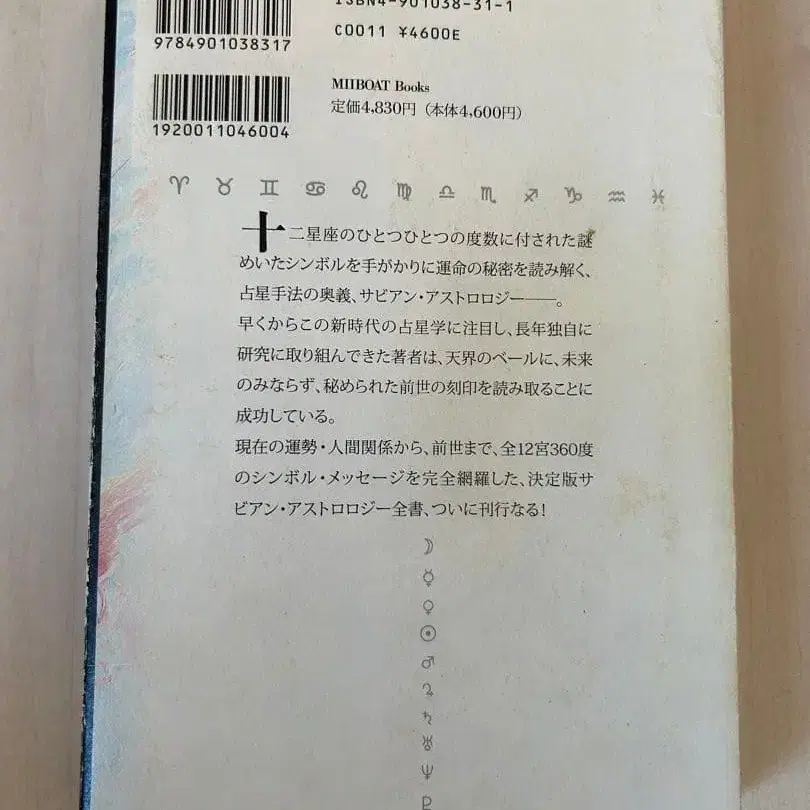 ISBN4-901038-31-1
9784901038317
C0011 ¥4600E
MIIBOAT Books
定価4,830円（本体4,600円）
1920011046004
♈ ♉ ♊ ♋ ♌ ♍ ♎ ♏ ♐ ♑ ♒ ♓
十二星座のひとつひとつの度数に付された謎
めいたシンボルを手がかりに運命の秘密を読み解く、
占星手法の奥義、サビアン・アストロロジー――。
早くからこの新時代の占星学に注目し、長年独自に
研究に取り組んできた著者は、天界のベールに、未来
のみならず、秘められた前世の刻印を読み取ることに
成功している。
現在の運勢・人間関係から、前世まで、全12宮360度
のシンボル・メッセージを完全網羅した、決定版サ
ビアン・アストロロジー全書、ついに刊行なる！
☽
☿
♀
☉
♂
♃
♄
♅
♆
♇